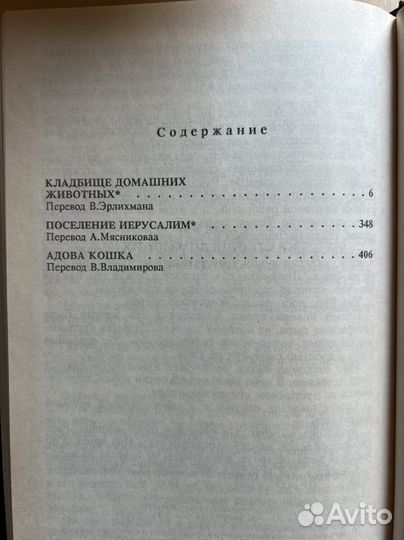 Содержание
КЛАДБИЩЕ ДОМАШНИХ
ЖИВОТНЫХ* . . . . . . . . . . . . . . . . . . . . 6
Перевод В.Эрлихмана
ПОСЕЛЕНИЕ ИЕРУСАЛИМ* . . . . . . . . . . . . 348
Перевод А.Мясниковаа
АДОВА КОШКА . . . . . . . . . . . . . . . . . . 406
Перевод В.Владимирова
Avito